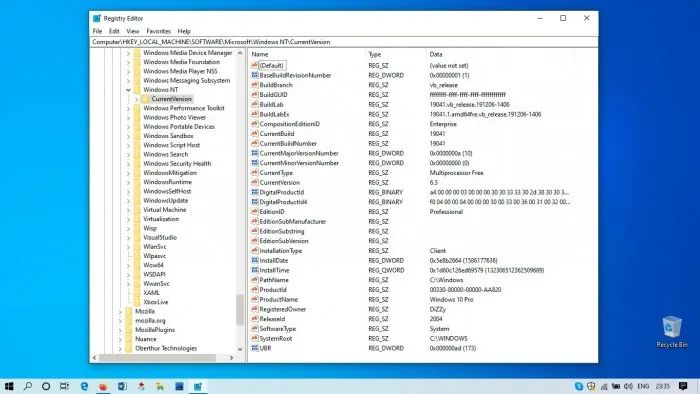 Registry Editor
File Edit View Favorites Help
Computer\HKEY_LOCAL_MACHINE\SOFTWARE\Microsoft\Windows NT\CurrentVersion
Windows Media Device Manager
Windows Media Foundation
Windows Media Player NSS
Windows Messaging Subsystem
Windows NT
CurrentVersion
Windows Performance Toolkit
Windows Photo Viewer
Windows Portable Devices
Windows Sandbox
Windows Script Host
Windows Search
Windows Security Health
WindowsMitigation
WindowsRuntime
WindowsSelfHost
WindowsUpdate
Virtual Machine
Virtualization
Wisp
VisualStudio
WlanSvc
Wlpasvc
Wow64
WSDAPI
WwanSvc
XAML
XboxLive
Mozilla
mozilla.org
MozillaPlugins
Nuance
Oberthur Technologies
Name Type Data
(Default) REG_SZ (value not set)
BaseBuildRevisionNumber REG_DWORD 0x00000001 (1)
BuildBranch REG_SZ vb_release
BuildGUID REG_SZ ffffffff-ffff-ffff-ffff-ffffffffffff
BuildLab REG_SZ 19041.vb_release.191206-1406
BuildLabEx REG_SZ 19041.1.amd64fre.vb_release.191206-1406
CompositionEditionID REG_SZ Enterprise
CurrentBuild REG_SZ 19041
CurrentBuildNumber REG_SZ 19041
CurrentMajorVersionNumber REG_DWORD 0x0000000a (10)
CurrentMinorVersionNumber REG_DWORD 0x00000000 (0)
CurrentType REG_SZ Multiprocessor Free
CurrentVersion REG_SZ 6.3
DigitalProductId REG_BINARY a4 00 00 00 03 00 00 00 30 30 33 33 30 2d 38 30 30 3...
DigitalProductId4 REG_BINARY f8 04 00 00 04 00 00 00 30 00 33 00 36 00 31 00 32 00...
EditionID REG_SZ Professional
EditionSubManufacturer REG_SZ
EditionSubstring REG_SZ
EditionSubVersion REG_SZ
InstallationType REG_SZ Client
InstallDate REG_DWORD 0x5e8b2664 (1586177636)
InstallTime REG_QWORD 0x1d60c126ed69579 (132306512362509689)
PathName REG_SZ C:\Windows
ProductId REG_SZ 00330-80000-00000-AA820
ProductName REG_SZ Windows 10 Pro
RegisteredOwner REG_SZ DiZZy
ReleaseId REG_SZ 2004
SoftwareType REG_SZ System
SystemRoot REG_SZ C:\WINDOWS
UBR REG_DWORD 0x000000ad (173)
Recycle Bin
ENG 23:35